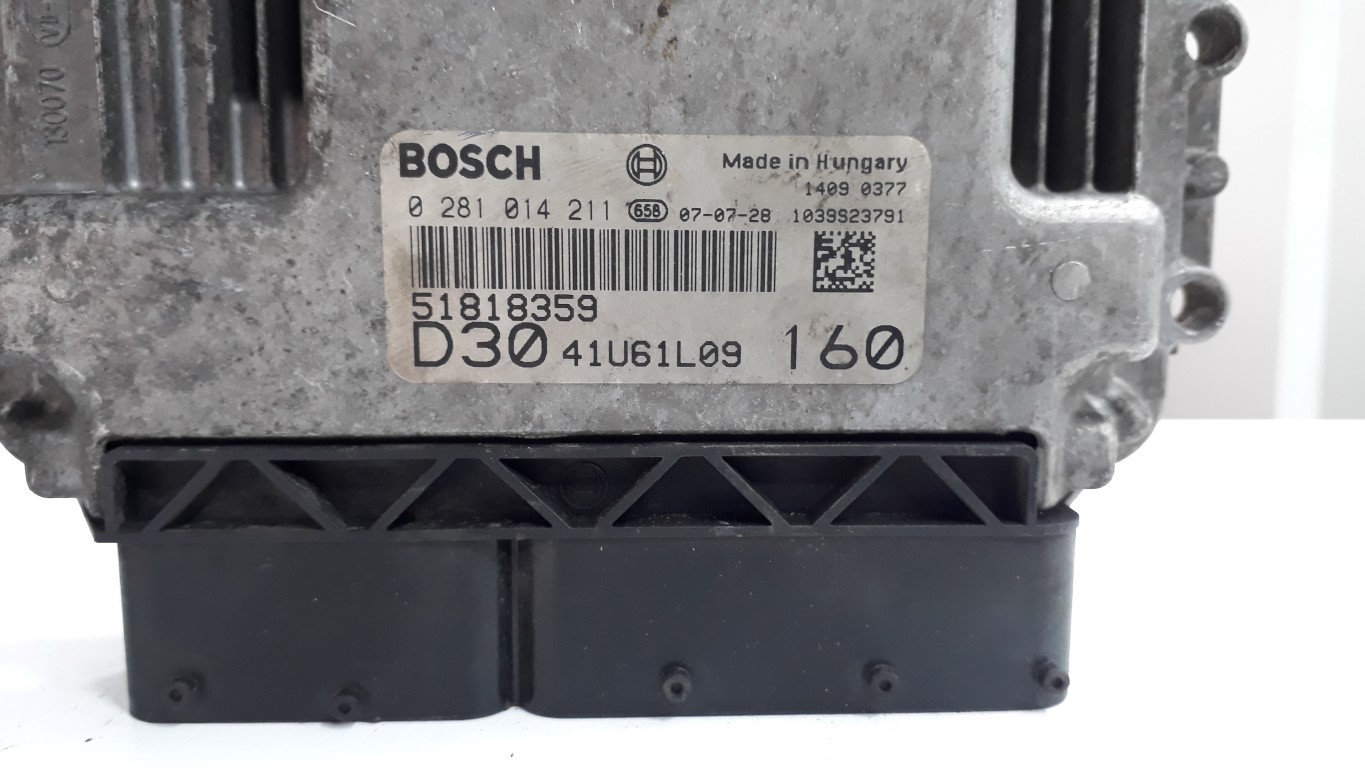 130070
BOSCH
Made in Hungary
1409 0377
0 281 014 211 658 07-07-28 1039S23791
51818359
D30 41U61L09 160